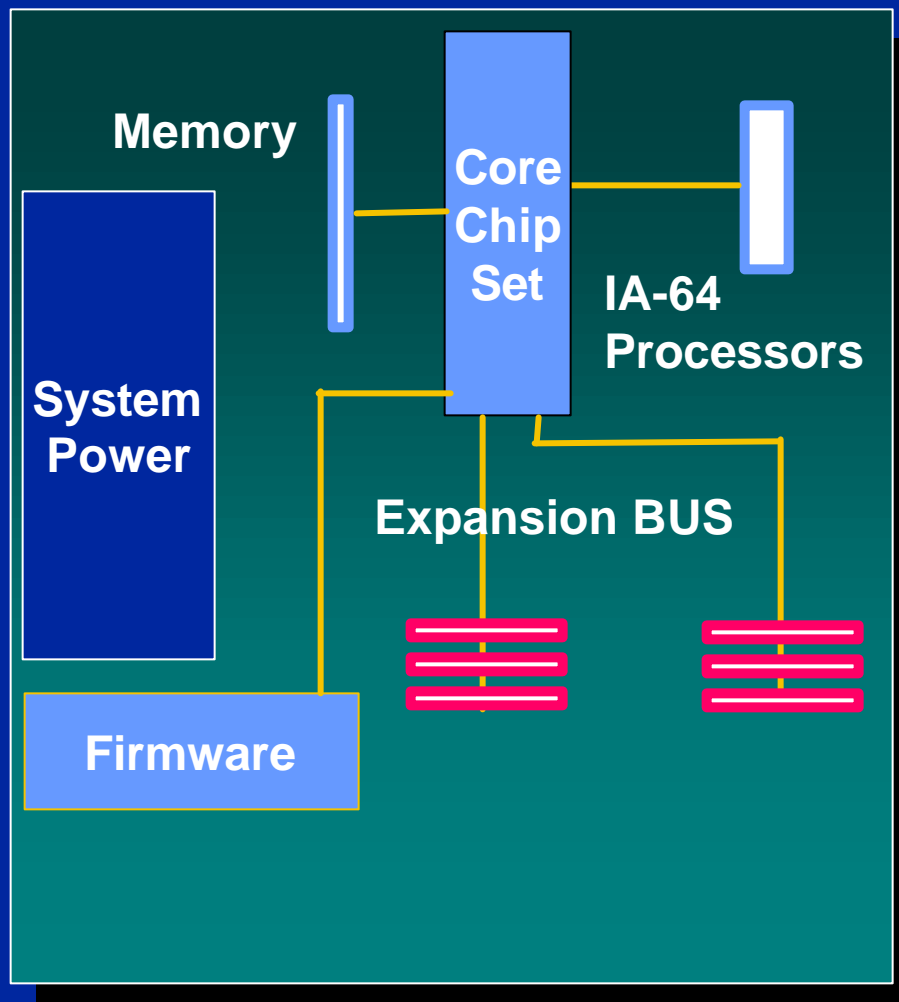 Memory
Core
Chip
Set
IA-64
Processors
System
Power
Expansion BUS
Firmware